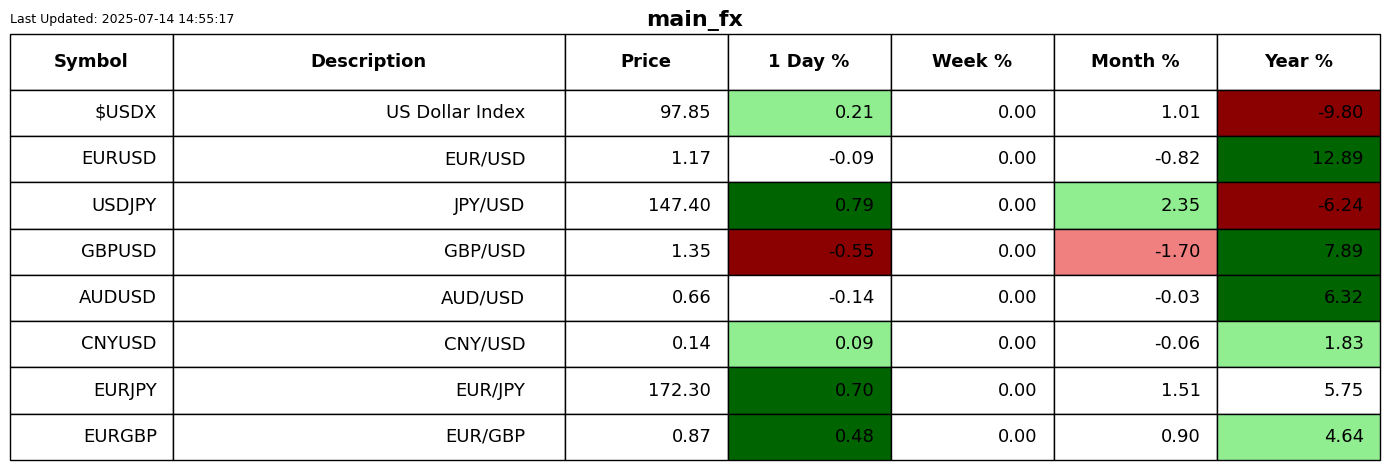 Last Updated: 2025-07-14 14:55:17
main_fx
Symbol Description Price 1 Day % Week % Month % Year %
$USDX US Dollar Index 97.85 0.21 0.00 1.01 -9.80
EURUSD EUR/USD 1.17 -0.09 0.00 -0.82 12.89
USDJPY JPY/USD 147.40 0.79 0.00 2.35 -6.24
GBPUSD GBP/USD 1.35 -0.55 0.00 -1.70 7.89
AUDUSD AUD/USD 0.66 -0.14 0.00 -0.03 6.32
CNYUSD CNY/USD 0.14 0.09 0.00 -0.06 1.83
EURJPY EUR/JPY 172.30 0.70 0.00 1.51 5.75
EURGBP EUR/GBP 0.87 0.48 0.00 0.90 4.64